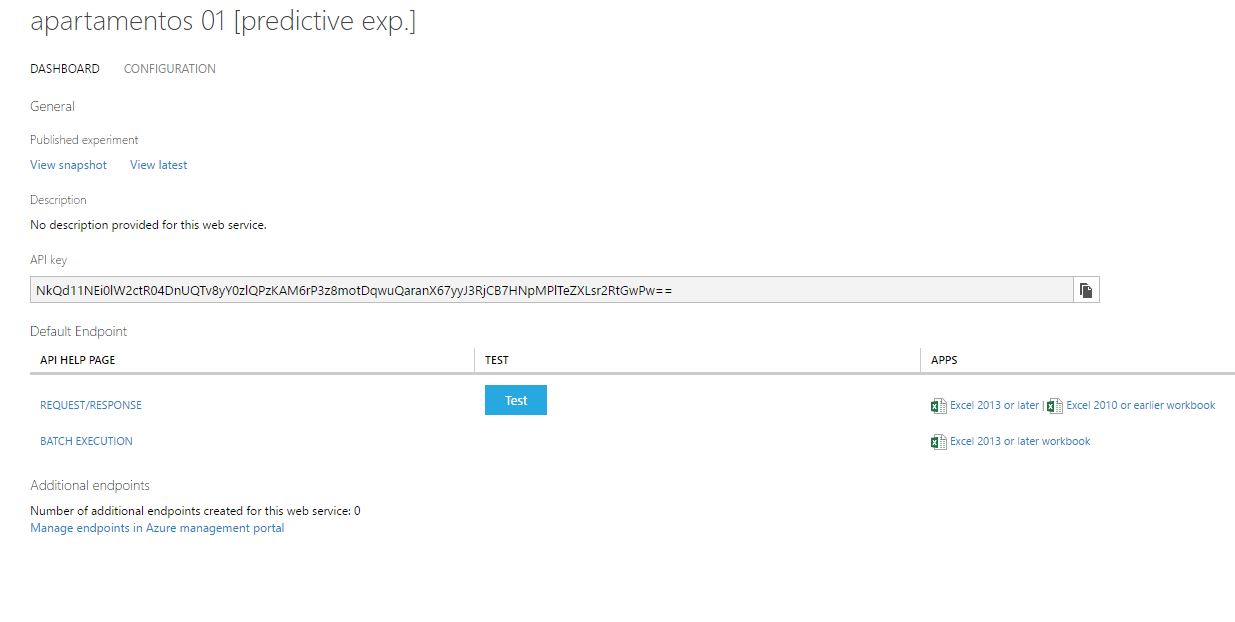 apartamentos 01 [predictive exp.]
DASHBOARD CONFIGURATION
General
Published experiment
View snapshot View latest
Description
No description provided for this web service.
API key
NkQd11NEi0lW2ctR04DnUQTv8yY0zlQPzKAM6rP3z8motDqwuQaranX67yyJ3RjCB7HNpMPlTeZXLsr2RtGwPw==
Default Endpoint
API HELP PAGE TEST APPS
REQUEST/RESPONSE Test Excel 2013 or later | Excel 2010 or earlier workbook
BATCH EXECUTION Excel 2013 or later workbook
Additional endpoints
Number of additional endpoints created for this web service: 0
Manage endpoints in Azure management portal